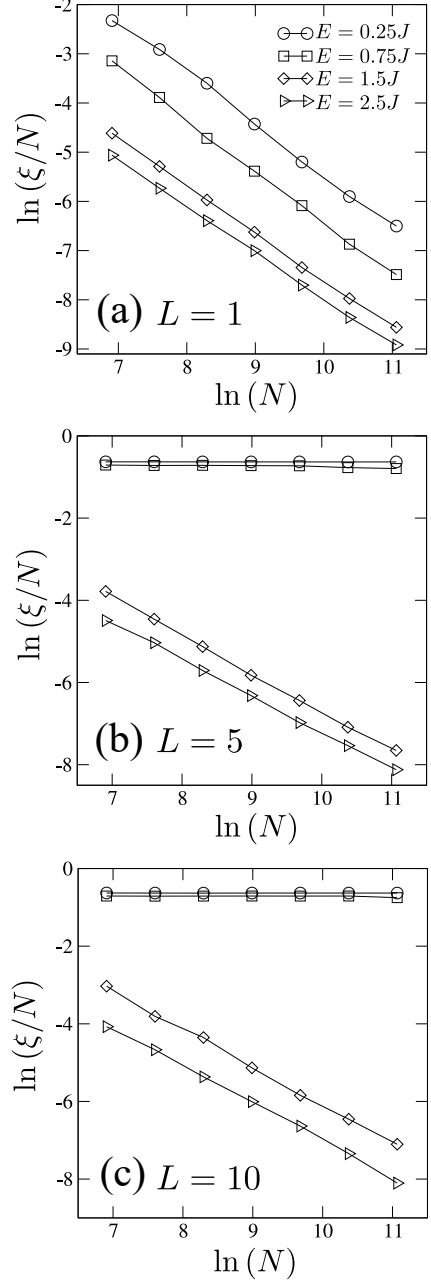 -2
-3
-4
-5
-6
-7
-8
-9
E = 0.25J
E = 0.75J
E = 1.5J
E = 2.5J
ln (ξ/N)
(a) L = 1
7 8 9 10 11
ln (N)
0
-2
-4
-6
-8
ln (ξ/N)
(b) L = 5
7 8 9 10 11
ln (N)
0
-2
-4
-6
-8
ln (ξ/N)
(c) L = 10
7 8 9 10 11
ln (N)